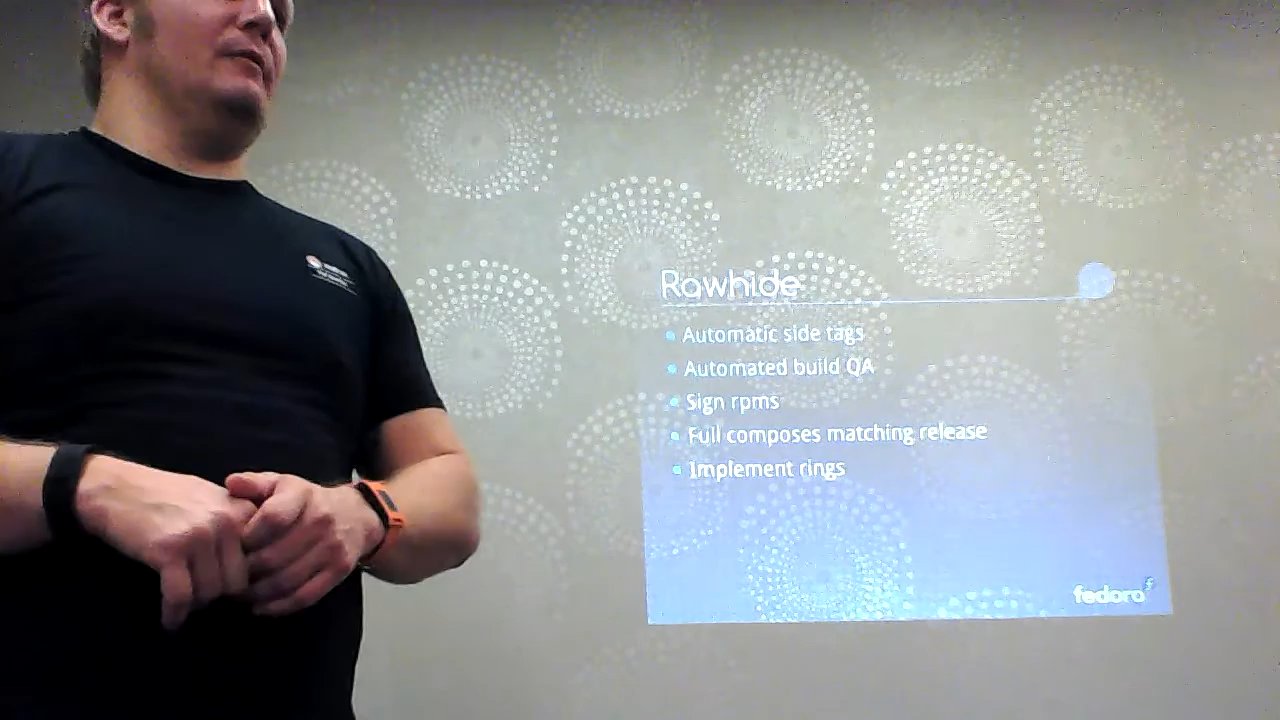 Rawhide
Automatic side tags
Automated build QA
Sign rpms
Full composes matching release
Implement rings
fedora